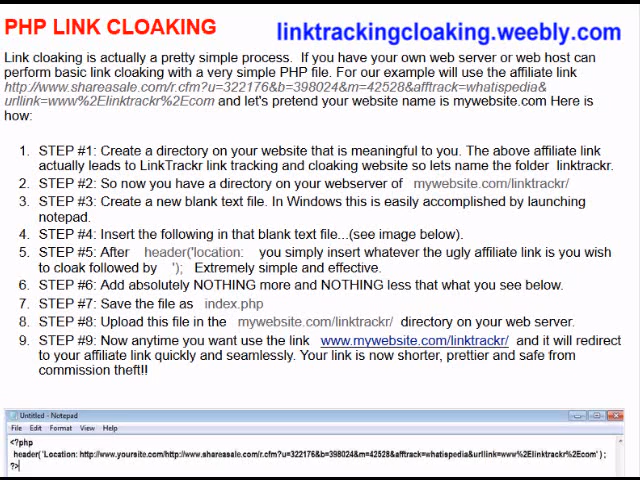 PHP LINK CLOAKING
linktrackingcloaking.weebly.com
Link cloaking is actually a pretty simple process. If you have your own web server or web host can
perform basic link cloaking with a very simple PHP file. For our example will use the affiliate link
http://www.shareasale.com/r.cfm?u=322176&b=398024&m=42528&afftrack=whatispedia&
urllink=www%2Elinktrackr%2Ecom and let's pretend your website name is mywebsite.com Here is
how:
1. STEP #1: Create a directory on your website that is meaningful to you. The above affiliate link
actually leads to LinkTrackr link tracking and cloaking website so lets name the folder linktrackr.
2. STEP #2: So now you have a directory on your webserver of mywebsite.com/linktrackr/
3. STEP #3: Create a new blank text file. In Windows this is easily accomplished by launching
notepad.
4. STEP #4: Insert the following in that blank text file...(see image below).
5. STEP #5: After header('location: you simply insert whatever the ugly affiliate link is you wish
to cloak followed by '); Extremely simple and effective.
6. STEP #6: Add absolutely NOTHING more and NOTHING less that what you see below.
7. STEP #7: Save the file as index.php
8. STEP #8: Upload this file in the mywebsite.com/linktrackr/ directory on your web server.
9. STEP #9: Now anytime you want use the link www.mywebsite.com/linktrackr/ and it will redirect
to your affiliate link quickly and seamlessly. Your link is now shorter, prettier and safe from
commission theft!!
Untitled - Notepad
File Edit Format View Help
<?php
header( 'Location: http://www.yoursite.com/http://www.shareasale.com/r.cfm?u=322176&b=398024&m=42528&afftrack=whatispedia&urllink=www%2Elinktrackr%2Ecom' ) ;
?>